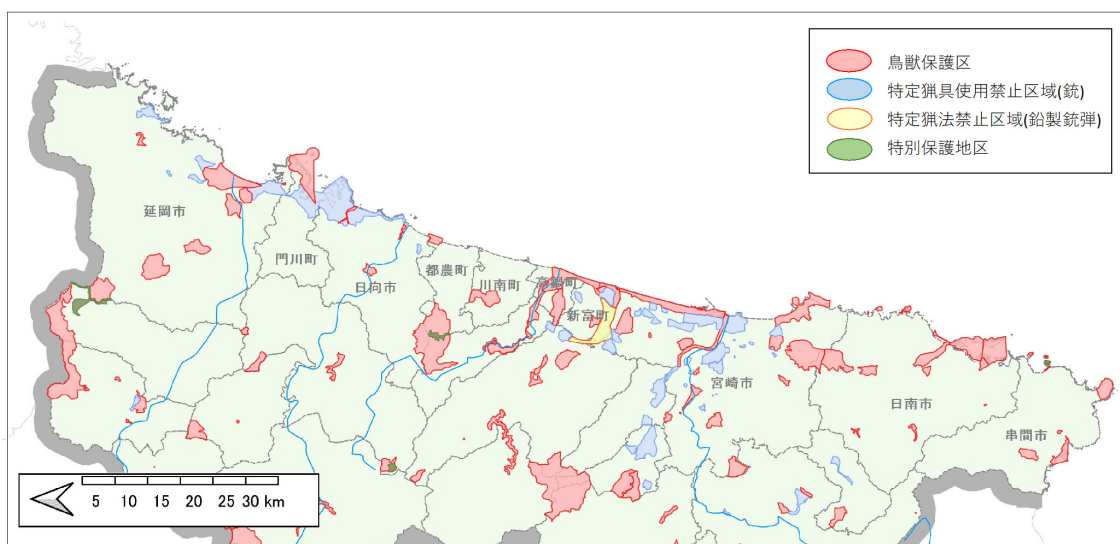 鳥獣保護区
特定猟具使用禁止区域(銃)
特定猟法禁止区域(鉛製銃弾)
特別保護地区
延岡市
門川町
日向市
都農町
川南町
高鍋町
新富町
宮崎市
日南市
串間市
5 10 15 20 25 30 km